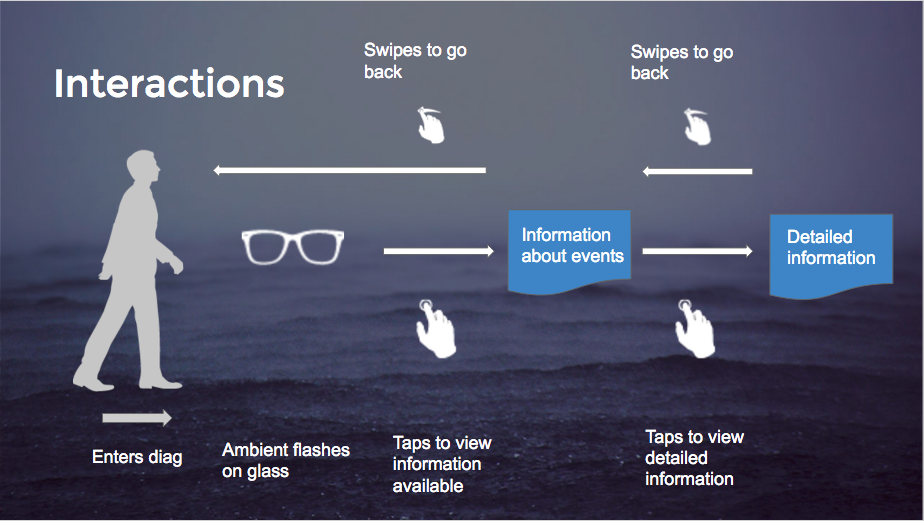 Interactions
Swipes to go
back
Swipes to go
back
Information
about events
Detailed
information
Enters diag
Ambient flashes
on glass
Taps to view
information
available
Taps to view
detailed
information